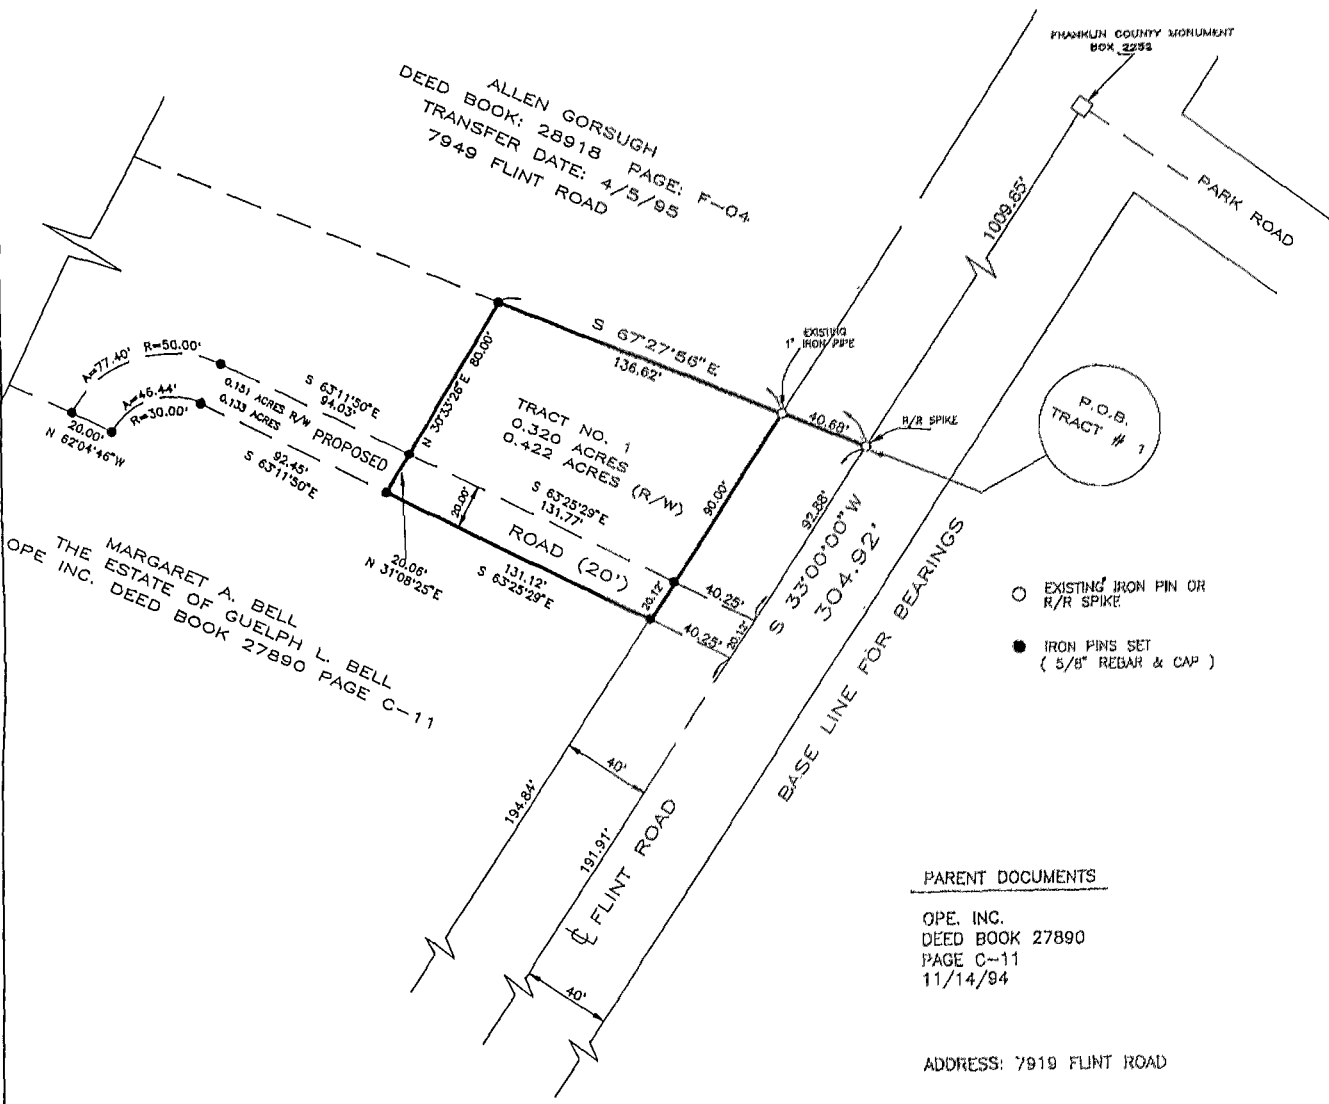 FRANKLIN COUNTY MONUMENT
BOX 2252
ALLEN GORSUGH
DEED BOOK: 28918 PAGE: F-04
TRANSFER DATE: 4/5/95
7949 FLINT ROAD
PARK ROAD
1009.65'
S 67°27'56" E
136.62'
EXISTING
1" IRON PIPE
40.68'
R/R SPIKE
P.O.B.
TRACT # 1
A=77.40'
R=50.00'
A=46.44'
R=30.00'
20.00'
N 62°04'46"W
S 63°11'50"E
94.03'
0.151 ACRES R/W
0.133 ACRES
PROPOSED
92.45'
S 63°11'50"E
N 30°33'26"E 80.00'
TRACT NO. 1
0.320 ACRES
0.422 ACRES (R/W)
S 63°25'29"E
131.77'
20.00'
ROAD (20')
20.06'
N 31°08'25"E
131.12'
S 63°25'29"E
90.00'
92.88'
20.12'
40.25'
40.25'
20.12'
S 33°00'00" W
304.92'
BASE LINE FOR BEARINGS
MARGARET A. BELL
THE ESTATE OF GUELPH L. BELL
OPE INC. DEED BOOK 27890 PAGE C-11
EXISTING IRON PIN OR
R/R SPIKE
IRON PINS SET
( 5/8" REBAR & CAP )
40'
194.84'
191.91'
℄ FLINT ROAD
40'
PARENT DOCUMENTS
OPE. INC.
DEED BOOK 27890
PAGE C-11
11/14/94
ADDRESS: 7919 FLINT ROAD